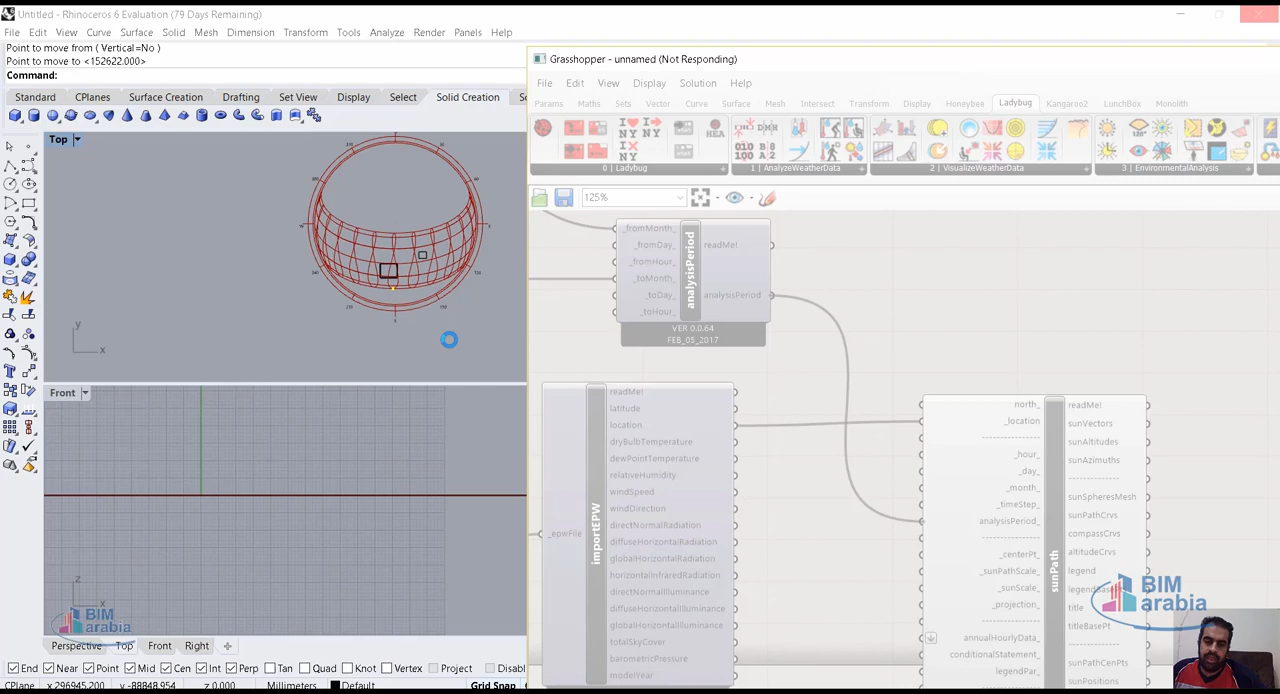 Untitled - Rhinoceros 6 Evaluation (79 Days Remaining)
File Edit View Curve Surface Solid Mesh Dimension Transform Tools Analyze Render Panels Help
Point to move from ( Vertical=No )
Point to move to <152622.000>
Command:
Standard CPlanes Surface Creation Drafting Set View Display Select Solid Creation
Top
y
x
Front
z
x
BIM
arabia
Perspective Top Front Right
End Near Point Mid Cen Int Perp Tan Quad Knot Vertex Project
CPlane x 296945.200 y -88848.954 z 0.000 Millimeters Default Grid Snap
Grasshopper - unnamed (Not Responding)
File Edit View Display Solution Help
Params Maths Sets Vector Curve Surface Mesh Intersect Transform Display Honeybee Ladybug Kangaroo2 LunchBox Monolith
0 | Ladybug
1 | AnalyzeWeatherData
2 | VisualizeWeatherData
3 | EnvironmentalAnalysis
125%
_fromMonth_
_fromDay_
_fromHour_
_toMonth_
_toDay_
_toHour_
analysisPeriod
readMe!
analysisPeriod
VER 0.0.64
FEB_05_2017
_epwFile
importEPW
readMe!
latitude
location
dryBulbTemperature
dewPointTemperature
relativeHumidity
windSpeed
windDirection
directNormalRadiation
diffuseHorizontalRadiation
globalHorizontalRadiation
horizontalInfraredRadiation
directNormalIlluminance
diffuseHorizontalIlluminance
globalHorizontalIlluminance
totalSkyCover
barometricPressure
modelYear
north_
_location
_hour_
_day_
_month_
_timeStep_
analysisPeriod_
_centerPt_
_sunPathScale_
_sunScale_
_projection_
annualHourlyData_
conditionalStatement_
legendPar_
sunPath
readMe!
sunVectors
sunAltitudes
sunAzimuths
sunSpheresMesh
sunPathCrvs
compassCrvs
altitudeCrvs
legend
title
titleBasePt
sunPathCenPts
sunPositions
BIM
arabia